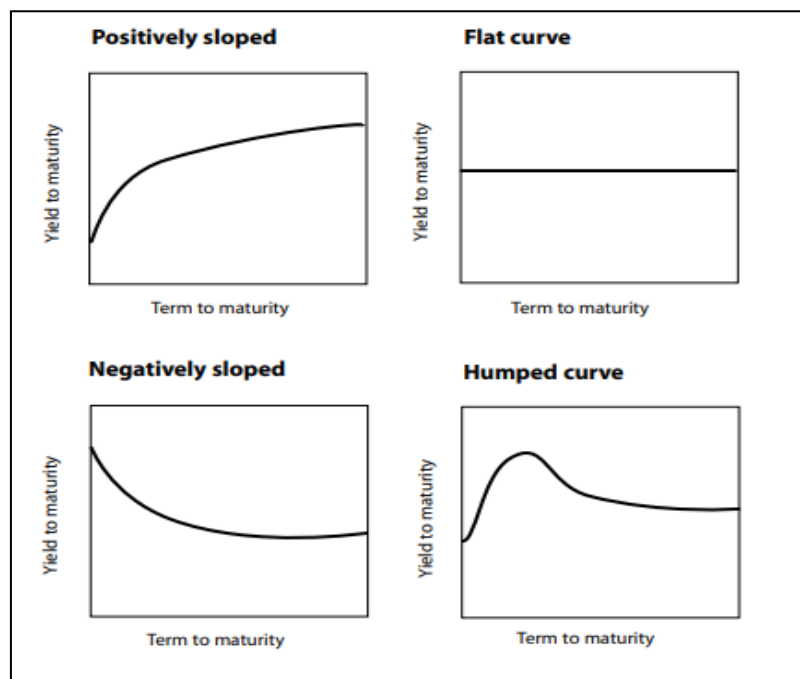 Positively sloped
Yield to maturity
Term to maturity
Flat curve
Yield to maturity
Term to maturity
Negatively sloped
Yield to maturity
Term to maturity
Humped curve
Yield to maturity
Term to maturity